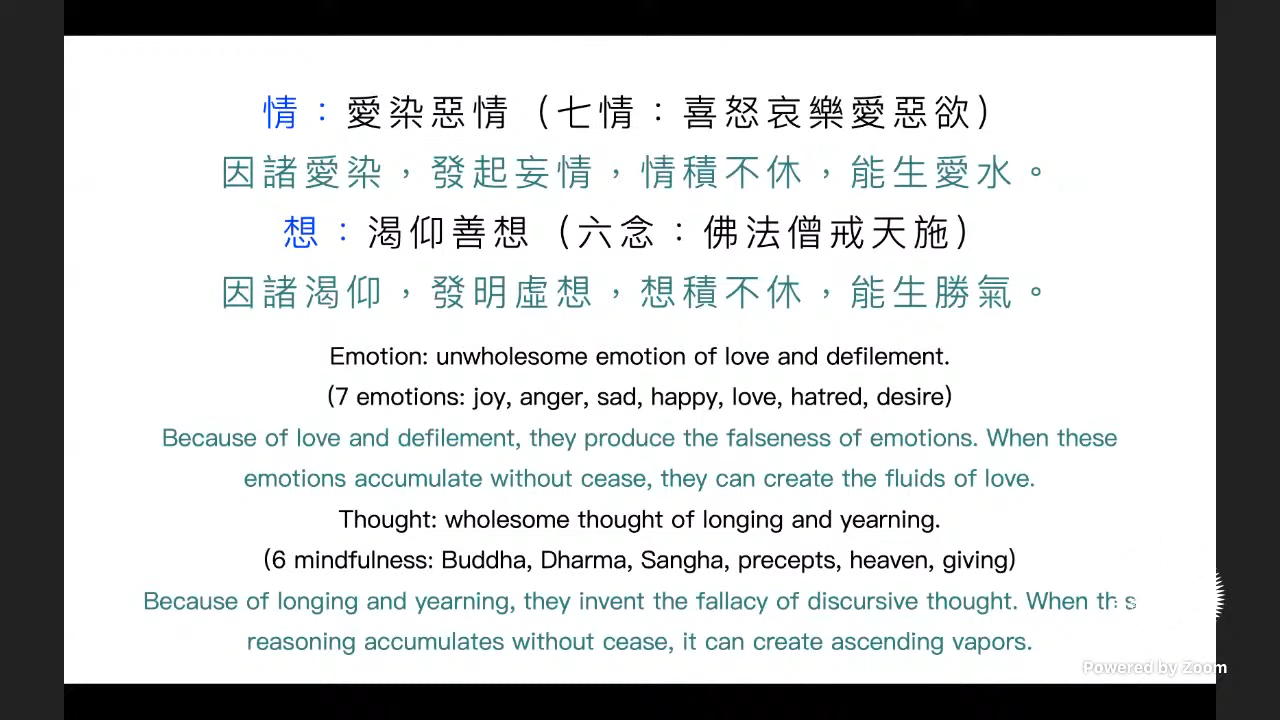 情：愛染惡情（七情：喜怒哀樂愛惡欲）
因諸愛染，發起妄情，情積不休，能生愛水。
想：渴仰善想（六念：佛法僧戒天施）
因諸渴仰，發明虛想，想積不休，能生勝氣。
Emotion: unwholesome emotion of love and defilement.
(7 emotions: joy, anger, sad, happy, love, hatred, desire)
Because of love and defilement, they produce the falseness of emotions. When these
emotions accumulate without cease, they can create the fluids of love.
Thought: wholesome thought of longing and yearning.
(6 mindfulness: Buddha, Dharma, Sangha, precepts, heaven, giving)
Because of longing and yearning, they invent the fallacy of discursive thought. When this
reasoning accumulates without cease, it can create ascending vapors.
Powered by Zoom